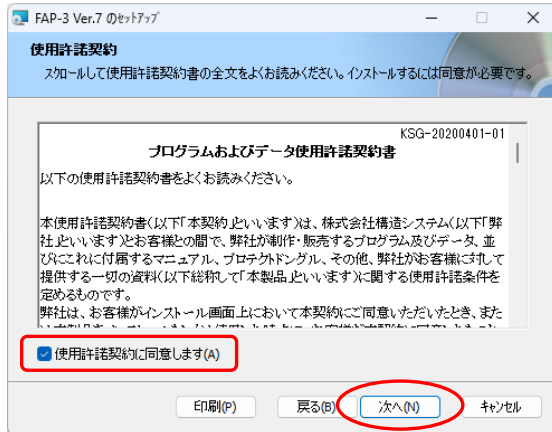 FAP-3 Ver.7 のｾｯﾄｱｯﾌﾟ
使用許諾契約
ｽｸﾛｰﾙして使用許諾契約書の全文をよくお読みください。ｲﾝｽﾄｰﾙするには同意が必要です。
KSG-20200401-01
プログラムおよびデータ使用許諾契約書
以下の使用許諾契約書をよくお読みください。
本使用許諾契約書（以下「本契約」といいます）は、株式会社構造システム（以下「弊
社」といいます）とお客様との間で、弊社が制作・販売するプログラム及びデータ、並
びにこれに付属するマニュアル、プロテクトドングル、その他、弊社がお客様に対して
提供する一切の資料（以下総称して「本製品」といいます）に関する使用許諾条件を
定めるものです。
弊社は、お客様がインストール画面上において本契約にご同意いただいたとき、また
使用許諾契約に同意します(A)
印刷(P)
戻る(B)
次へ(N)
ｷｬﾝｾﾙ